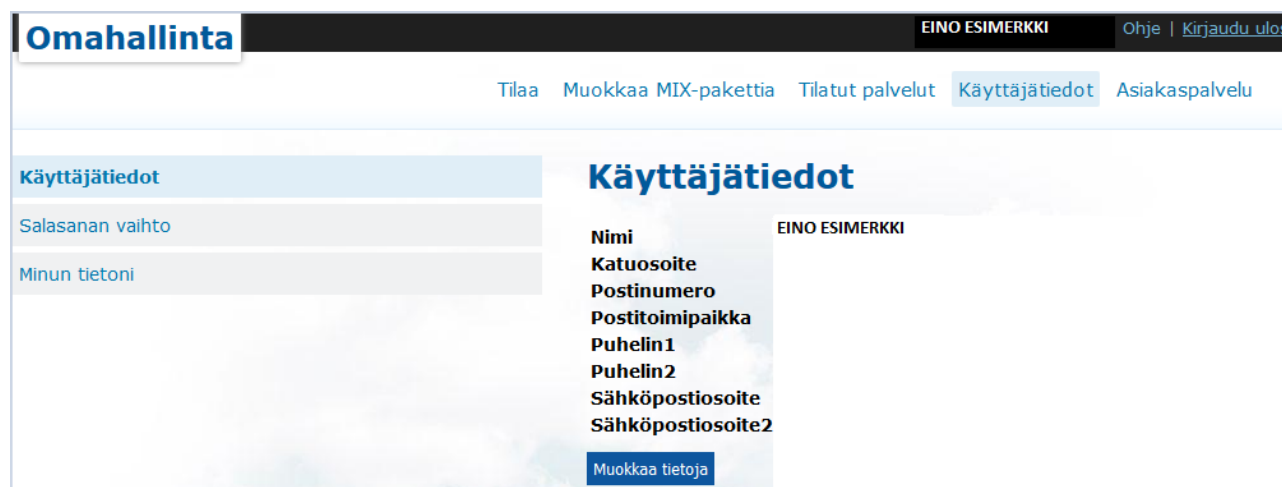 Omahallinta
EINO ESIMERKKI Ohje | Kirjaudu ulos
Tilaa Muokkaa MIX-pakettia Tilatut palvelut Käyttäjätiedot Asiakaspalvelu
Käyttäjätiedot
Salasanan vaihto
Minun tietoni
Käyttäjätiedot
Nimi EINO ESIMERKKI
Katuosoite
Postinumero
Postitoimipaikka
Puhelin1
Puhelin2
Sähköpostiosoite
Sähköpostiosoite2
Muokkaa tietoja